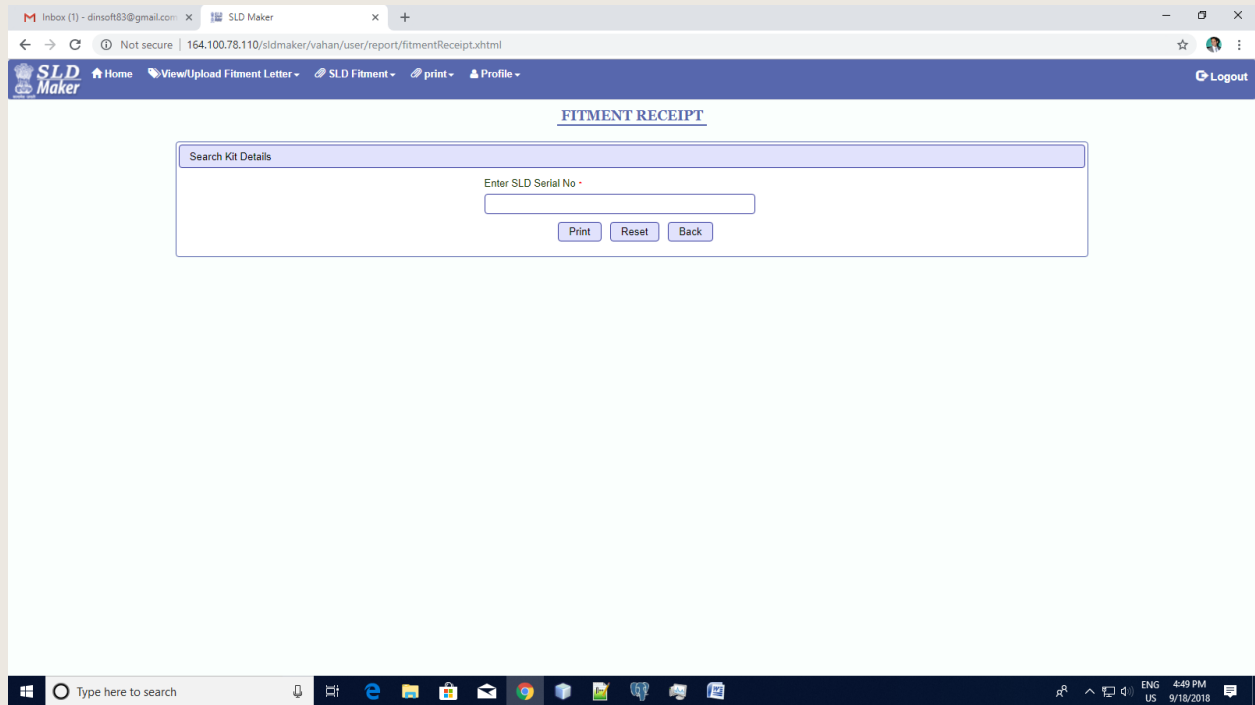 Inbox (1) - dinsoft83@gmail.com
SLD Maker
Not secure | 164.100.78.110/sldmaker/vahan/user/report/fitmentReceipt.xhtml
SLD Maker
Home View/Upload Fitment Letter SLD Fitment print Profile Logout
FITMENT RECEIPT
Search Kit Details
Enter SLD Serial No *
Print Reset Back
Type here to search
ENG 4:49 PM
US 9/18/2018